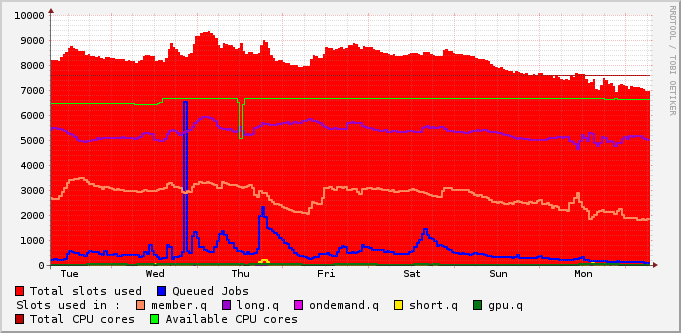 10000
9000
8000
7000
6000
5000
4000
3000
2000
1000
0
Tue Wed Thu Fri Sat Sun Mon
RRDTOOL / TOBI OETIKER
Total slots used Queued Jobs
Slots used in : member.q long.q ondemand.q short.q gpu.q
Total CPU cores Available CPU cores